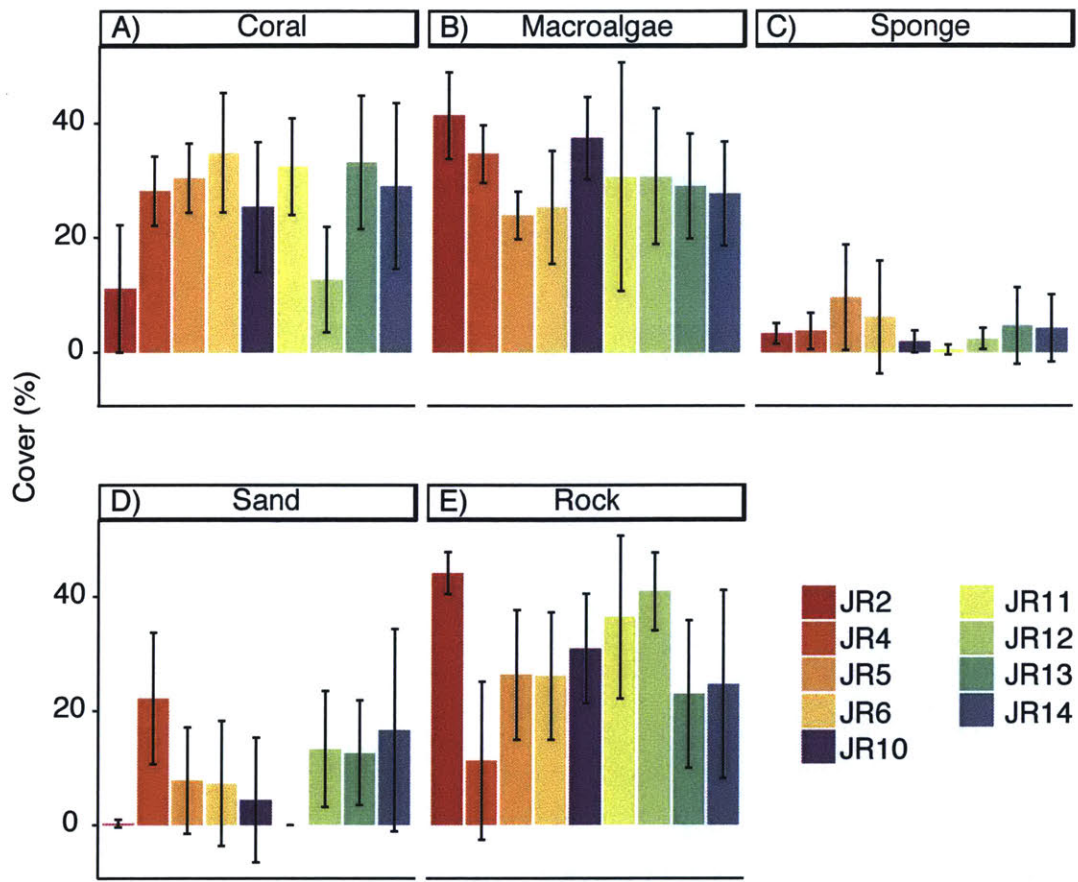 A) Coral
B) Macroalgae
C) Sponge
40
20
0
Cover (%)
D) Sand
E) Rock
40
20
0
JR2
JR4
JR5
JR6
JR10
JR11
JR12
JR13
JR14